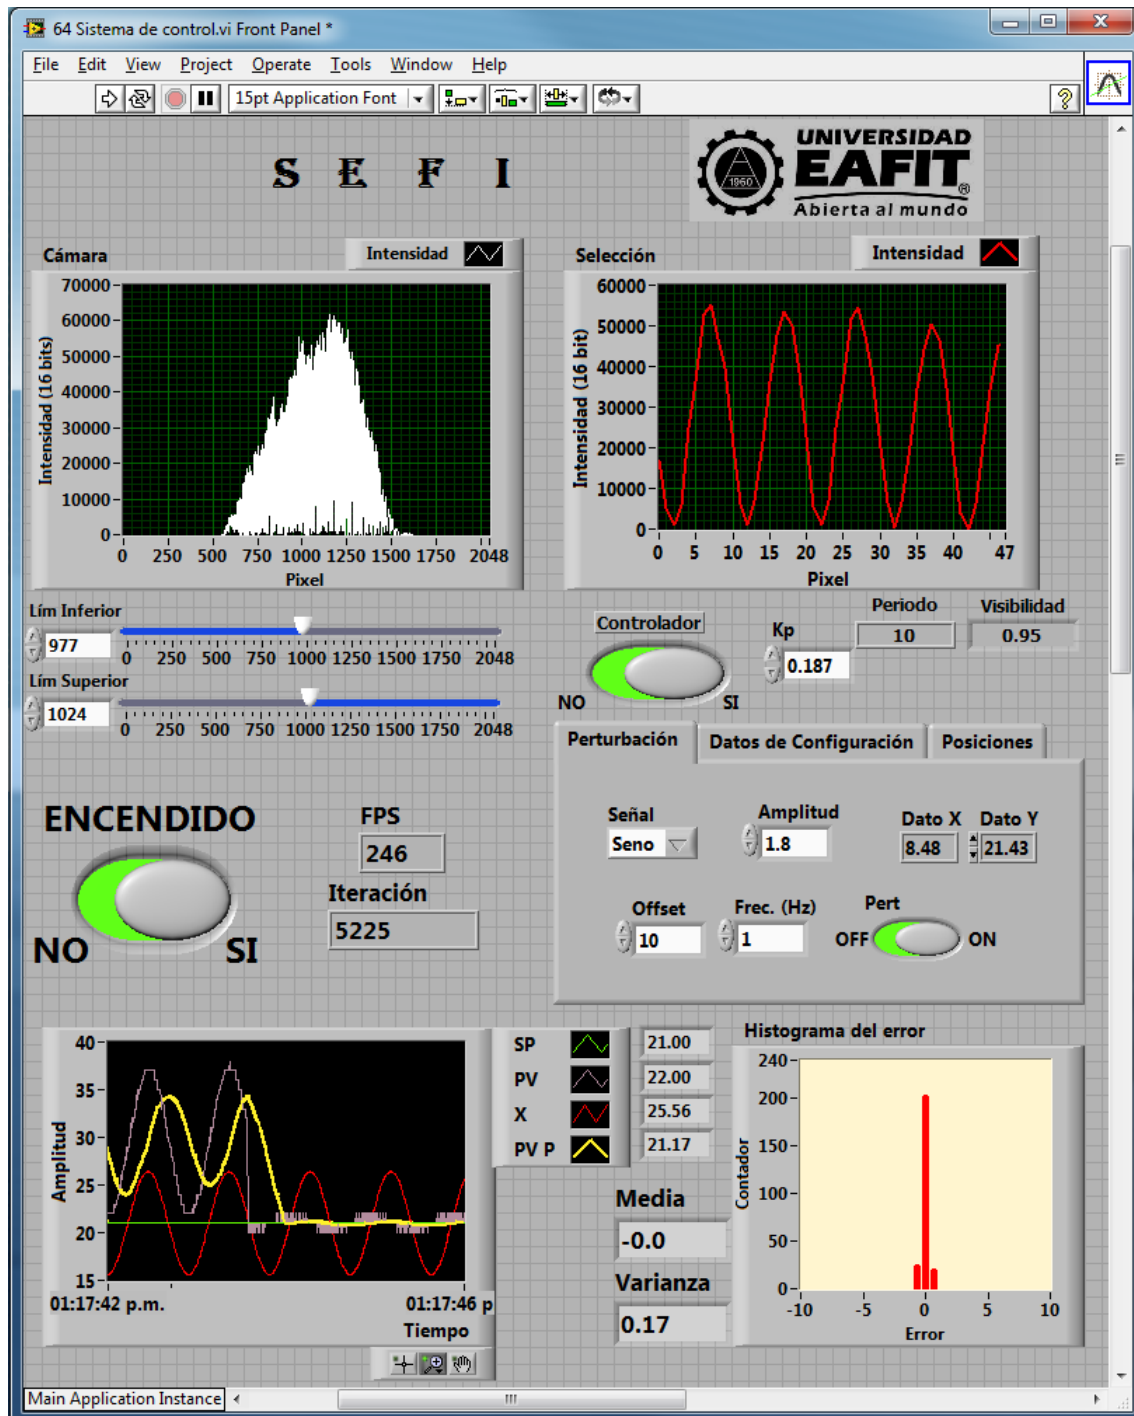 64 Sistema de control.vi Front Panel *
File Edit View Project Operate Tools Window Help
15pt Application Font
S E F I
UNIVERSIDAD
EAFIT
®
1960
Abierta al mundo
Cámara
Intensidad
70000
60000
50000
40000
30000
20000
10000
0
Intensidad (16 bits)
0 250 500 750 1000 1250 1500 1750 2048
Pixel
Selección
Intensidad
60000
50000
40000
30000
20000
10000
0
Intensidad (16 bit)
0 5 10 15 20 25 30 35 40 47
Pixel
Lím Inferior
977
0 250 500 750 1000 1250 1500 1750 2048
Lím Superior
1024
0 250 500 750 1000 1250 1500 1750 2048
Controlador
NO SI
Kp
0.187
Periodo
10
Visibilidad
0.95
Perturbación Datos de Configuración Posiciones
Señal
Seno
Amplitud
1.8
Dato X Dato Y
8.48 21.43
Offset
10
Frec. (Hz)
1
Pert
OFF ON
ENCENDIDO
NO SI
FPS
246
Iteración
5225
40
35
30
25
20
15
Amplitud
01:17:42 p.m. 01:17:46 p
Tiempo
SP 21.00
PV 22.00
X 25.56
PV P 21.17
Media
-0.0
Varianza
0.17
Histograma del error
240
200
150
100
50
0
Contador
-10 -5 0 5 10
Error
Main Application Instance